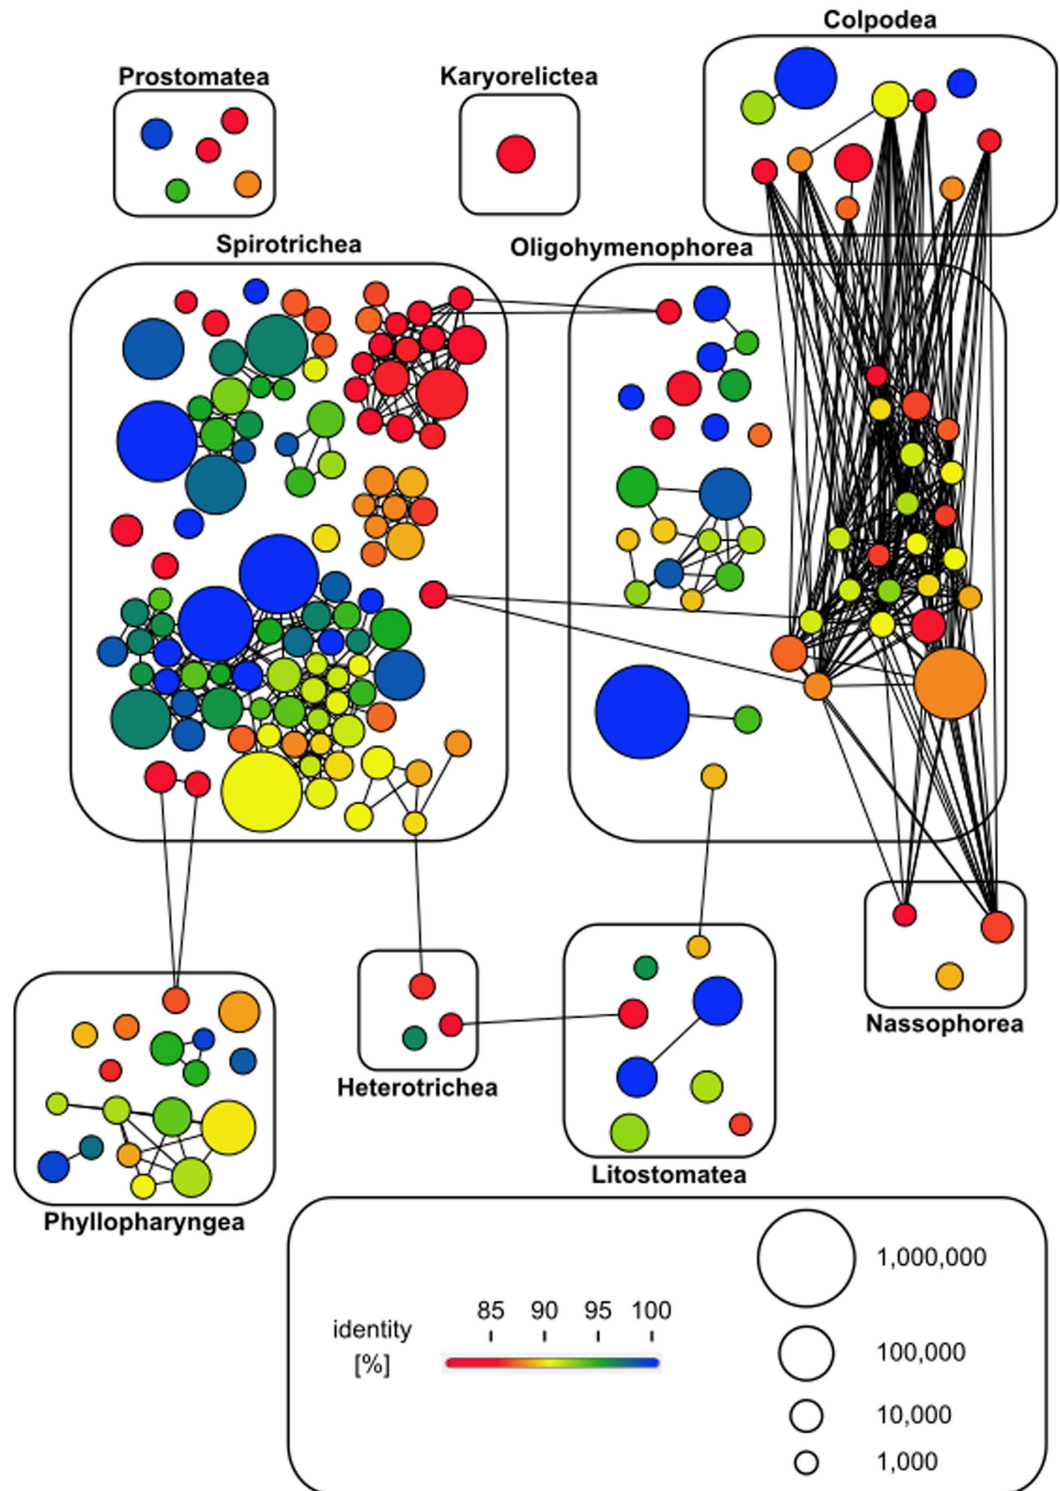 Colpodea
Prostomatea
Karyorelictea
Spirotrichea
Oligohymenophorea
Nassophorea
Heterotrichea
Litostomatea
Phyllopharyngea
identity
[%]
85 90 95 100
1,000,000
100,000
10,000
1,000